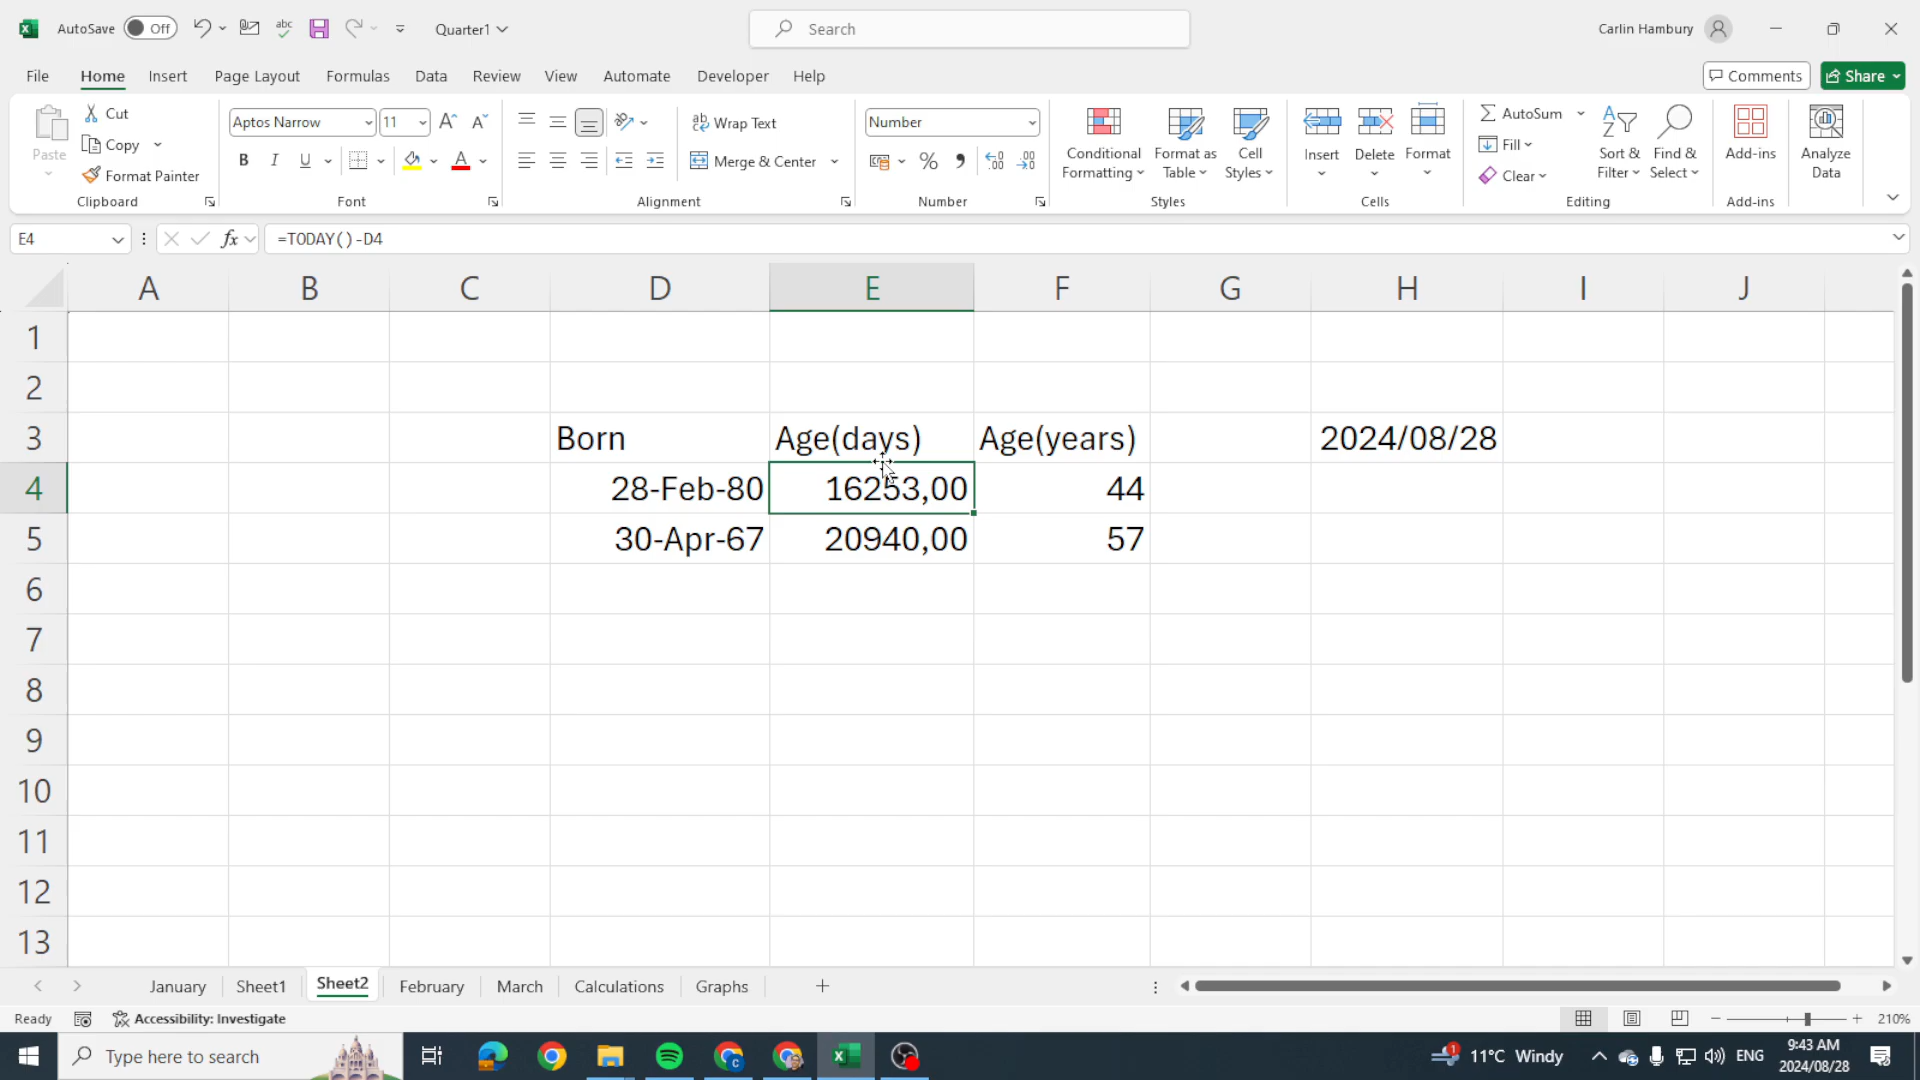 AutoSave Off Quarter1 Search Carlin Hambury
File Home Insert Page Layout Formulas Data Review View Automate Developer Help Comments Share
Paste Cut Copy Format Painter Clipboard
Aptos Narrow 11 A A B I U A Font
ab Wrap Text Merge & Center Alignment
Number % 9 Number
Conditional Formatting Format as Table Cell Styles Styles
Insert Delete Format Cells
AutoSum Fill Clear Sort & Filter Find & Select Editing
Add-ins Add-ins
Analyze Data
E4 fx =TODAY()-D4
A B C D E F G H I J
1
2
3 Born Age(days) Age(years) 2024/08/28
4 28-Feb-80 16253,00 44
5 30-Apr-67 20940,00 57
6
7
8
9
10
11
12
13
January Sheet1 Sheet2 February March Calculations Graphs +
Ready Accessibility: Investigate 210%
Type here to search 1 11°C Windy ENG 9:43 AM
2024/08/28